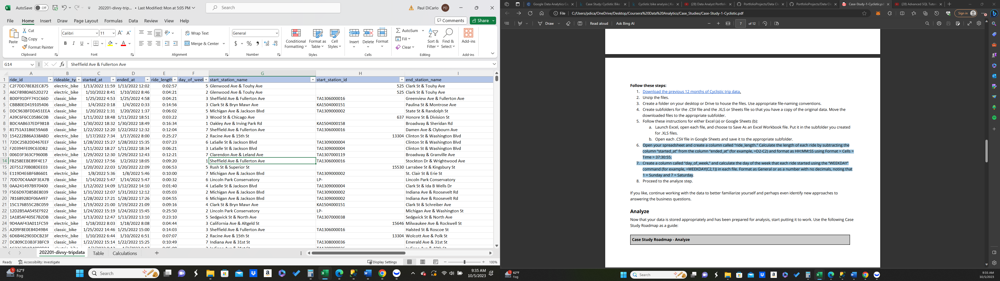 AutoSave Off 202201-divvy-trip... • Last Modified: Mon at 5:05 PM Search Paul DiCarlo PD
File Home Insert Draw Page Layout Formulas Data Review View Help Comments Share
Paste Cut Copy Format Painter Clipboard
Calibri 11 B I U Font
Wrap Text Merge & Center Alignment
General $ % Number
Conditional Formatting Format as Table Cell Styles Styles
Insert Delete Format Cells
AutoSum Fill Clear Sort & Filter Find & Select Editing
Add-ins Add-ins
G14 fx Sheffield Ave & Fullerton Ave
A B C D E F G H I
1 ride_id rideable_ty started_at ended_at ride_length day_of_week start_station_name start_station_id end_station_name
2 C2F7DD78E82EC875 electric_bike 1/13/2022 11:59 1/13/2022 12:02 0:02:57 5 Glenwood Ave & Touhy Ave 525 Clark St & Touhy Ave
3 A6CF8980A652D272 electric_bike 1/10/2022 8:41 1/10/2022 8:46 0:04:21 2 Glenwood Ave & Touhy Ave 525 Clark St & Touhy Ave
4 BD0F91DFF741C66D classic_bike 1/25/2022 4:53 1/25/2022 4:58 0:04:21 3 Sheffield Ave & Fullerton Ave TA1306000016 Greenview Ave & Fullerton Ave
5 CBB80ED419105406 classic_bike 1/4/2022 0:18 1/4/2022 0:33 0:14:56 3 Clark St & Bryn Mawr Ave KA1504000151 Paulina St & Montrose Ave
6 DDC963BFDDA51EEA classic_bike 1/20/2022 1:31 1/20/2022 1:37 0:06:02 5 Michigan Ave & Jackson Blvd TA1309000002 State St & Randolph St
7 A39C6F6CC0586C0B classic_bike 1/11/2022 18:48 1/11/2022 18:51 0:03:22 3 Wood St & Chicago Ave 637 Honore St & Division St
8 BDC4AB637EDF981B classic_bike 1/30/2022 18:32 1/30/2022 18:49 0:16:34 1 Oakley Ave & Irving Park Rd KA1504000158 Broadway & Sheridan Rd
9 81751A3186E59A6B classic_bike 1/22/2022 12:20 1/22/2022 12:32 0:12:04 7 Sheffield Ave & Fullerton Ave TA1306000016 Damen Ave & Clybourn Ave
10 154222B86A338ABD electric_bike 1/17/2022 7:34 1/17/2022 8:00 0:25:27 2 Racine Ave & 15th St 13304 Clinton St & Washington Blvd
11 72DC25B2DD467EEF classic_bike 1/28/2022 15:27 1/28/2022 15:35 0:07:23 6 LaSalle St & Jackson Blvd TA1309000004 Clinton St & Washington Blvd
12 F20394FE09C63DB2 classic_bike 1/11/2022 18:27 1/11/2022 18:34 0:06:21 3 LaSalle St & Jackson Blvd TA1309000004 Clinton St & Washington Blvd
13 006D3F363CF9600B electric_bike 1/29/2022 12:30 1/29/2022 12:43 0:12:21 7 Clarendon Ave & Leland Ave TA1307000119 Broadway & Granville Ave
14 FB258EEBE89F4E17 classic_bike 1/2/2022 17:56 1/2/2022 18:05 0:09:20 1 Sheffield Ave & Fullerton Ave TA1306000016 Stockton Dr & Wrightwood Ave
15 2EF51270B08DEE03 classic_bike 1/20/2022 22:03 1/20/2022 22:09 0:06:53 5 Rush St & Superior St 15530 Larrabee St & Kingsbury St
16 E119D4E6BF686601 electric_bike 1/8/2022 5:36 1/8/2022 5:46 0:10:00 7 Michigan Ave & Jackson Blvd TA1309000002 St. Clair St & Erie St
17 7DD70C4AA0F3EA7B classic_bike 1/14/2022 5:47 1/14/2022 5:47 0:00:32 6 Lincoln Park Conservatory LP- Lincoln Park Conservatory
18 0AA241497B970400 classic_bike 1/12/2022 14:09 1/12/2022 14:10 0:01:40 4 LaSalle St & Jackson Blvd TA1309000004 Clark St & Ida B Wells Dr
19 F5E6D97D85BE8039 classic_bike 1/31/2022 12:07 1/31/2022 12:12 0:05:03 2 Michigan Ave & Jackson Blvd TA1309000002 Indiana Ave & Roosevelt Rd
20 78168928DF06A497 classic_bike 1/28/2022 17:21 1/28/2022 17:26 0:04:55 6 Michigan Ave & Jackson Blvd TA1309000002 Indiana Ave & Roosevelt Rd
21 15C176B55C2BC059 classic_bike 1/19/2022 21:00 1/19/2022 21:09 0:09:16 4 Clark St & Bryn Mawr Ave KA1504000151 Clark St & Schreiber Ave
22 12D2B5AA545EF922 classic_bike 1/24/2022 15:19 1/24/2022 15:45 0:25:50 2 Lincoln Park Conservatory LP- Michigan Ave & Washington St
23 1A185AF405E7B2DB classic_bike 1/13/2022 12:47 1/13/2022 13:10 0:23:10 5 Sedgwick St & North Ave TA1307000038 Sedgwick St & North Ave
24 9D4AAF43A011FC59 electric_bike 1/18/2022 8:03 1/18/2022 8:08 0:04:44 3 California Ave & Altgeld St 15646 Milwaukee Ave & Rockwell St
25 A209F8E0E84D49B4 classic_bike 1/25/2022 14:46 1/25/2022 15:00 0:14:03 3 Sheffield Ave & Fullerton Ave TA1306000016 Halsted St & Roscoe St
26 6D6B462903DCB23F electric_bike 1/10/2022 6:44 1/10/2022 6:51 0:07:07 2 Racine Ave & 15th St 13304 Wolcott Ave & Polk St
27 DC809CD3B3F3BFC9 classic_bike 1/22/2022 15:14 1/22/2022 15:25 0:10:49 7 Indiana Ave & 31st St TA1308000036 Emerald Ave & 31st St
202201-divvy-tripdata Table Calculations
Ready Accessibility: Investigate Display Settings 100%
1 62°F Fog Search 9:35 AM 10/5/2023
Google Data Analytics Ca Case Study: Cyclistic Bike Cyclistic bike analysis | Ka (28) Data Analyst Portfoli PortfolioProjects/Data Cle PortfolioProjects/Data Cle Case-Study-1-Cyclistic.pd (28) Advanced SQL Tutori
File C:/Users/pdica/OneDrive/Desktop/Coursera%20Data%20Analytics/Case_Studies/Case-Study-1-Cyclistic.pdf Sign in
Draw Read aloud Ask Bing AI 7 of 12
Follow these steps:
1. Download the previous 12 months of Cyclistic trip data.
2. Unzip the files.
3. Create a folder on your desktop or Drive to house the files. Use appropriate file-naming conventions.
4. Create subfolders for the .CSV file and the .XLS or Sheets file so that you have a copy of the original data. Move the
downloaded files to the appropriate subfolder.
5. Follow these instructions for either Excel (a) or Google Sheets (b):
a. Launch Excel, open each file, and choose to Save As an Excel Workbook file. Put it in the subfolder you created
for .XLS files.
b. Open each .CSV file in Google Sheets and save it to the appropriate subfolder.
6. Open your spreadsheet and create a column called “ride_length.” Calculate the length of each ride by subtracting the
column “started_at” from the column “ended_at” (for example, =D2-C2) and format as HH:MM:SS using Format > Cells >
Time > 37:30:55.
7. Create a column called “day_of_week,” and calculate the day of the week that each ride started using the “WEEKDAY”
command (for example, =WEEKDAY(C2,1)) in each file. Format as General or as a number with no decimals, noting that
1 = Sunday and 7 = Saturday.
8. Proceed to the analyze step.
If you like, continue working with the data to better familiarize yourself and perhaps even identify new approaches to
answering the business questions.
Analyze
Now that your data is stored appropriately and has been prepared for analysis, start putting it to work. Use the following Case
Study Roadmap as a guide:
Case Study Roadmap - Analyze
62°F Fog Search 9:35 AM 10/5/2023